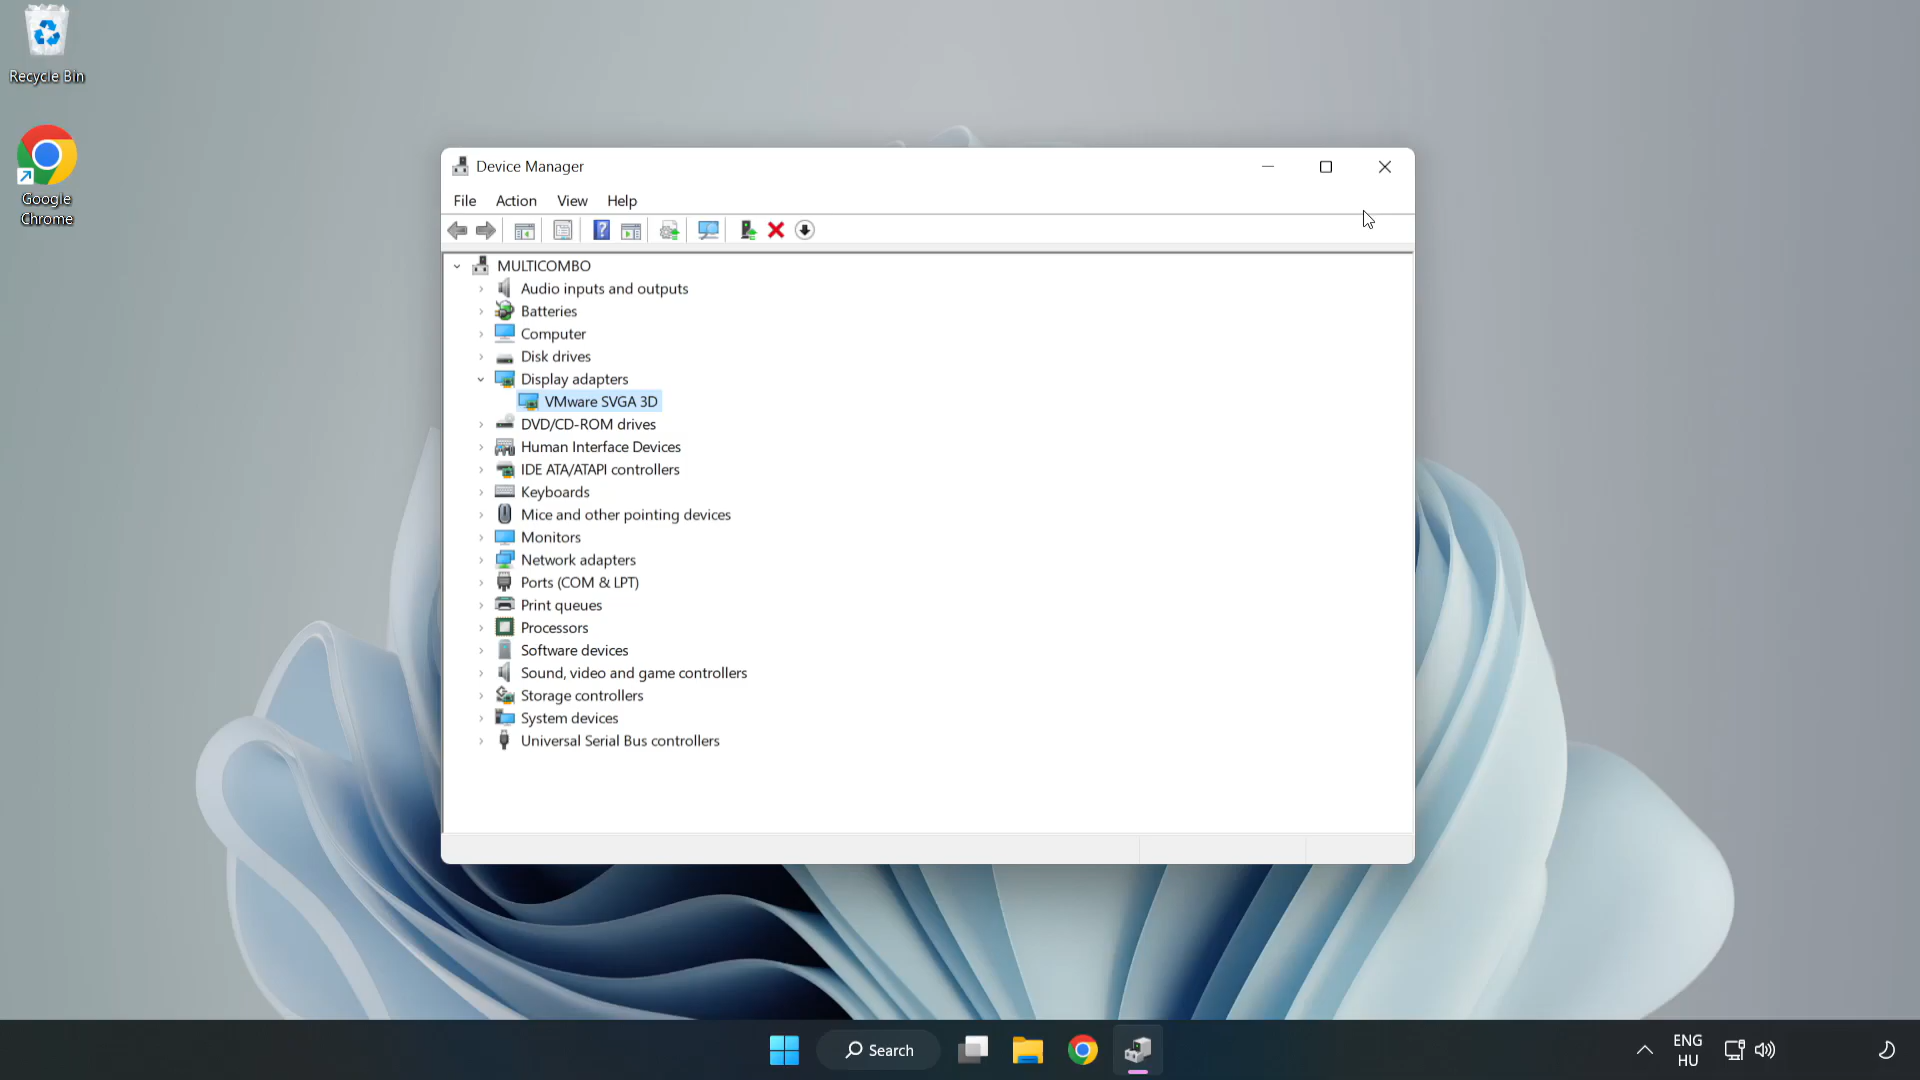 Recycle Bin
Google
Chrome
Device Manager
File Action View Help
MULTICOMBO
Audio inputs and outputs
Batteries
Computer
Disk drives
Display adapters
VMware SVGA 3D
DVD/CD-ROM drives
Human Interface Devices
IDE ATA/ATAPI controllers
Keyboards
Mice and other pointing devices
Monitors
Network adapters
Ports (COM & LPT)
Print queues
Processors
Software devices
Sound, video and game controllers
Storage controllers
System devices
Universal Serial Bus controllers
Search
ENG
HU